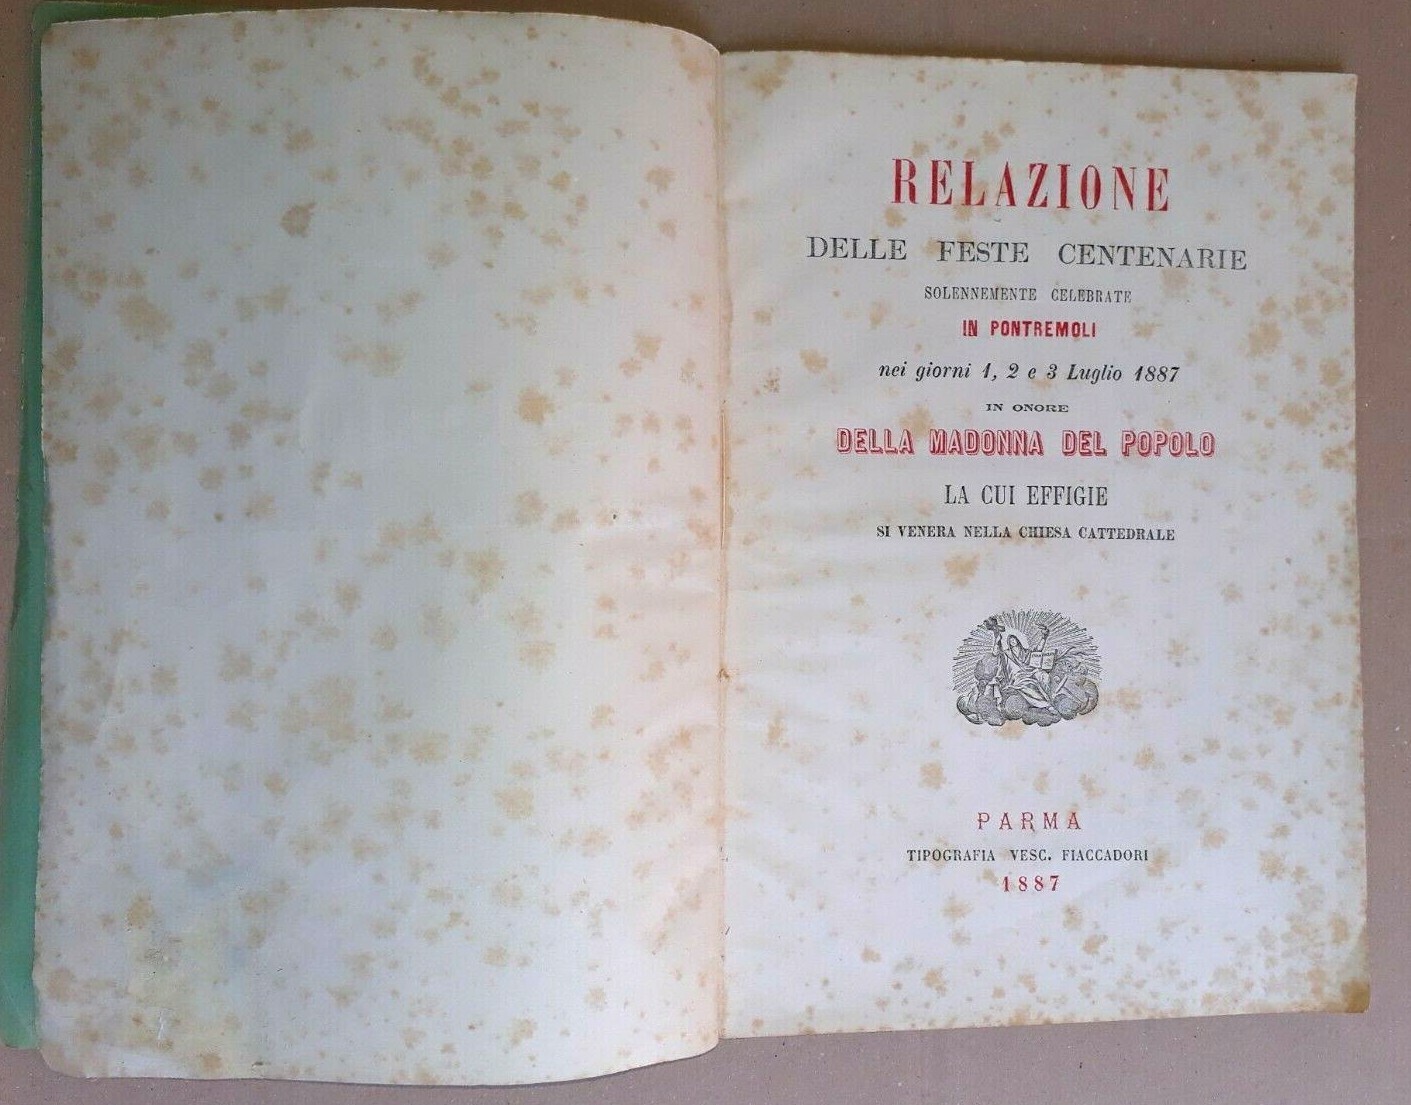 RELAZIONE
DELLE FESTE CENTENARIE
SOLENNEMENTE CELEBRATE
IN PONTREMOLI
nei giorni 1, 2 e 3 Luglio 1887
IN ONORE
DELLA MADONNA DEL POPOLO
LA CUI EFFIGIE
SI VENERA NELLA CHIESA CATTEDRALE
PARMA
TIPOGRAFIA VESC. FIACCADORI
1887